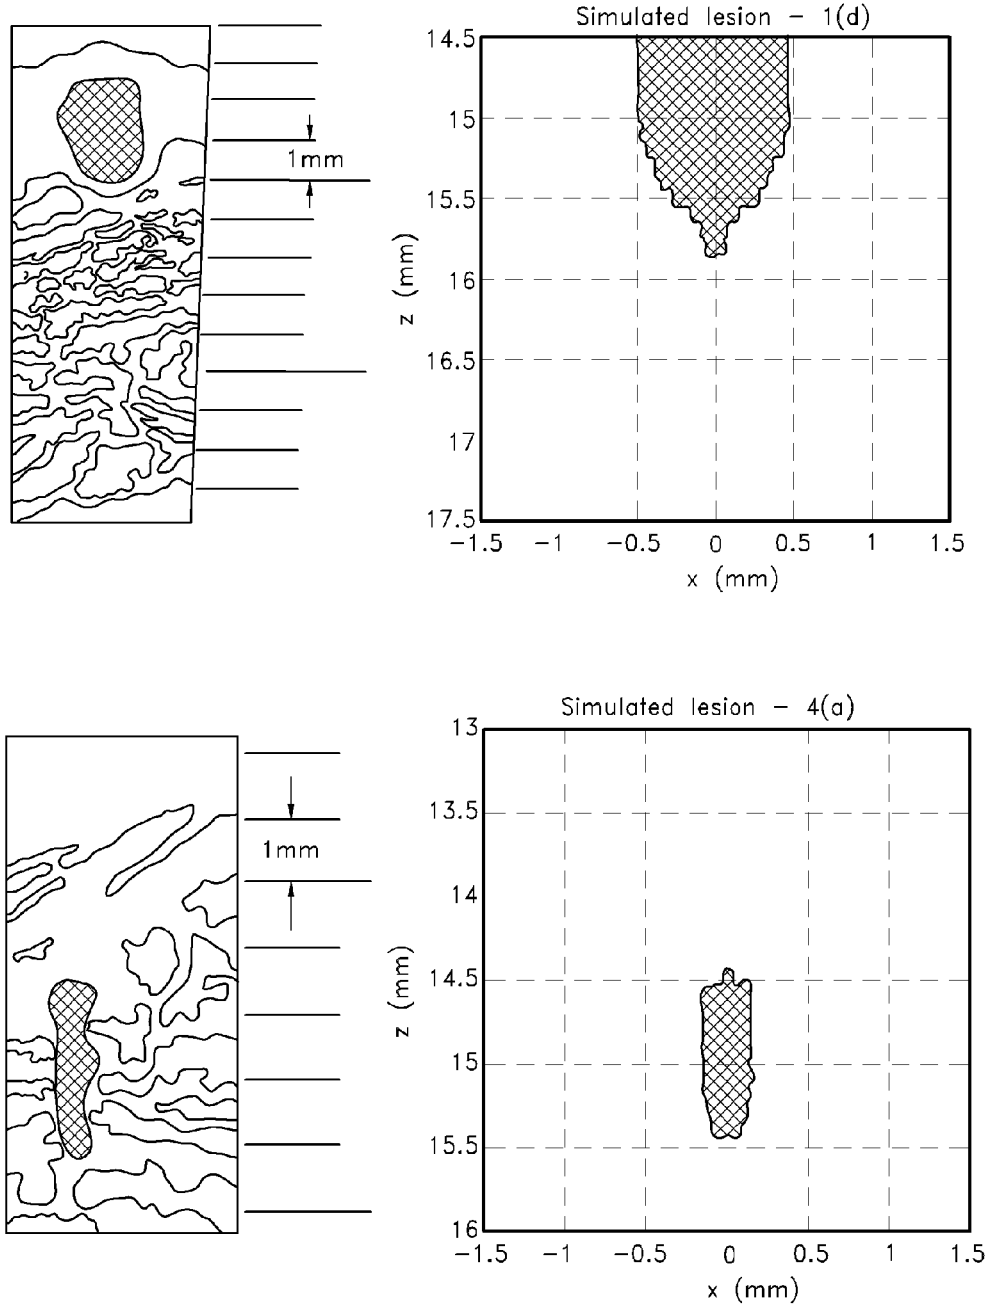 Simulated lesion – 1(d)
14.5
15
15.5
16
16.5
17
17.5
z (mm)
-1.5 -1 -0.5 0 0.5 1 1.5
x (mm)
1mm
Simulated lesion – 4(a)
13
13.5
14
14.5
15
15.5
16
z (mm)
-1.5 -1 -0.5 0 0.5 1 1.5
x (mm)
1mm